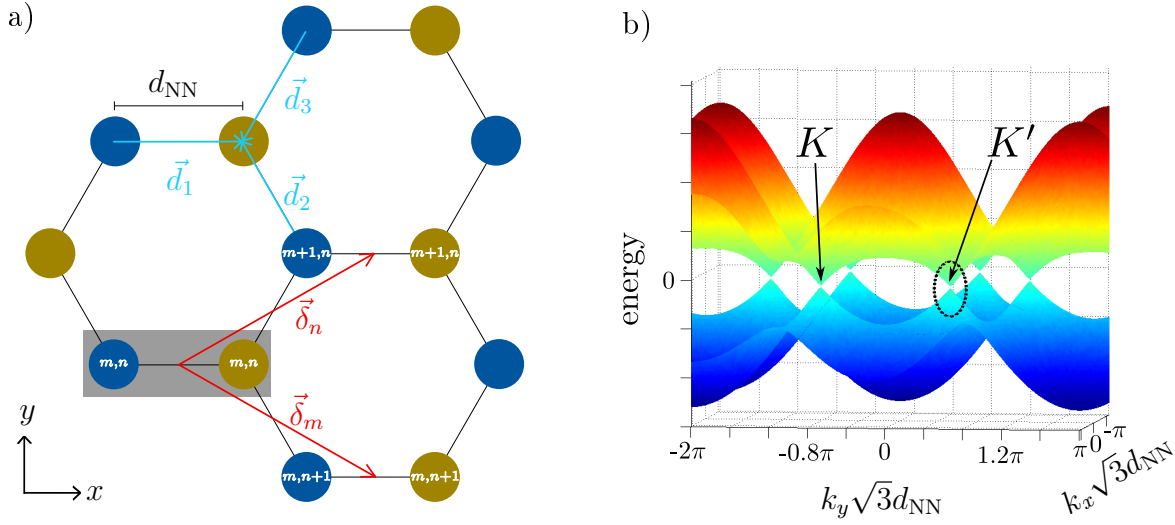 a)
b)
d_NN
d⃗_3
d⃗_1
d⃗_2
m+1,n
m+1,n
δ⃗_n
m,n
m,n
δ⃗_m
m,n+1
m,n+1
y
x
K
K′
energy
0
-2π
-0.8π
0
1.2π
π
0
-π
k_y√3d_NN
k_x√3d_NN